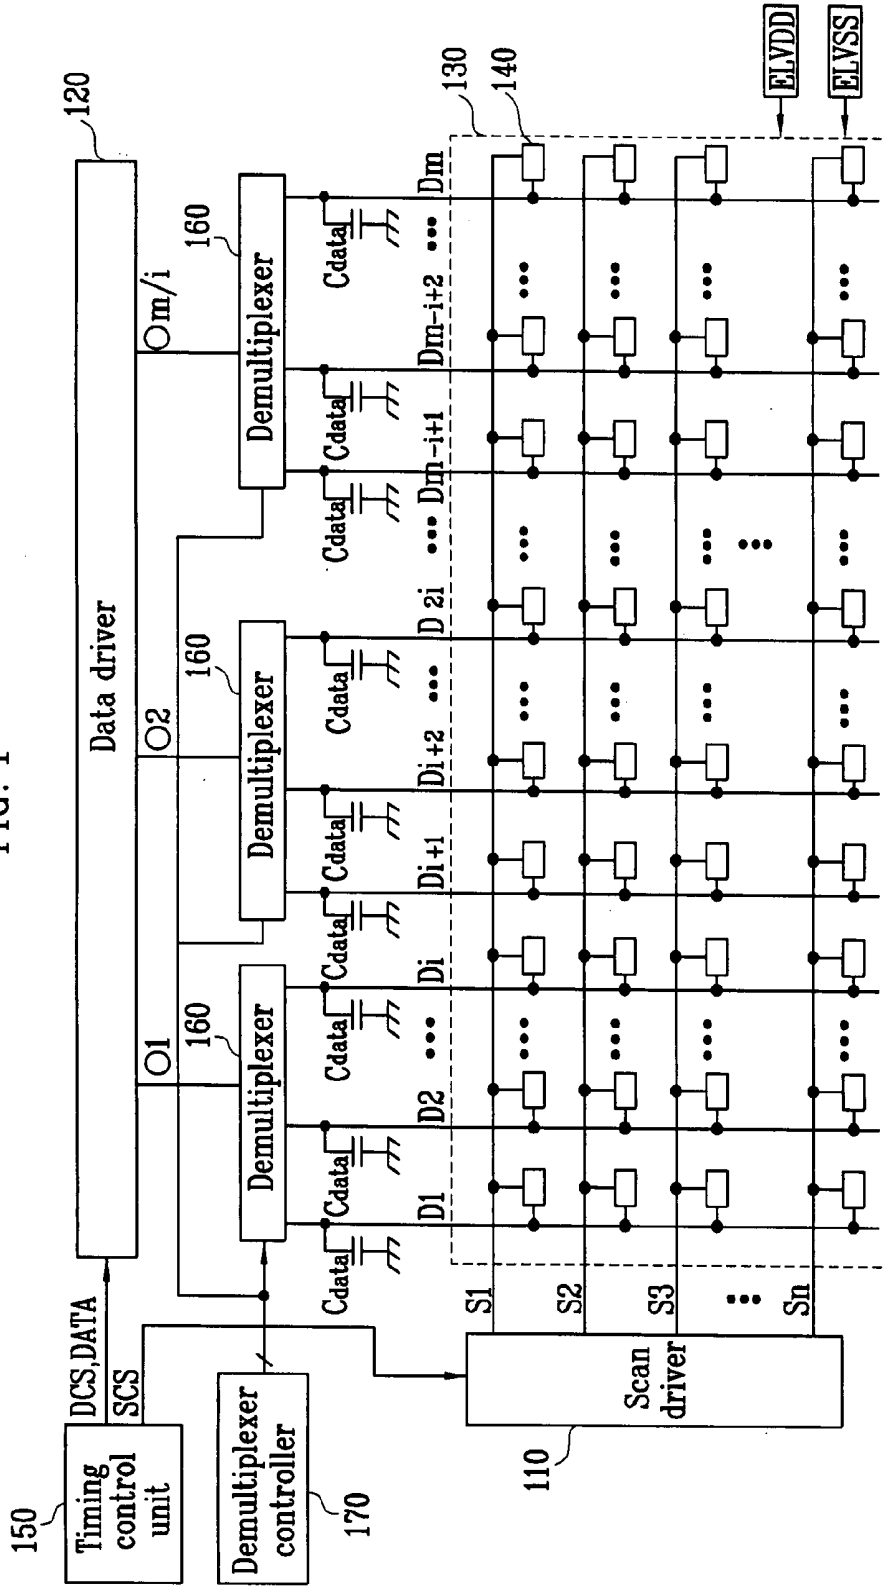 FIG. 1
120
Data driver
150
Timing
control
unit
DCS,DATA
SCS
O1
O2
Om/i
160
160
160
Demultiplexer
Demultiplexer
Demultiplexer
Demultiplexer
controller
170
Cdata
Cdata
Cdata
Cdata
Cdata
Cdata
Cdata
Cdata
Cdata
D1
D2
•••
Di
Di+1
Di+2
•••
D2i
•••
Dm-i+1
Dm-i+2
•••
Dm
130
140
S1
S2
S3
•••
Sn
Scan
driver
110
ELVDD
ELVSS